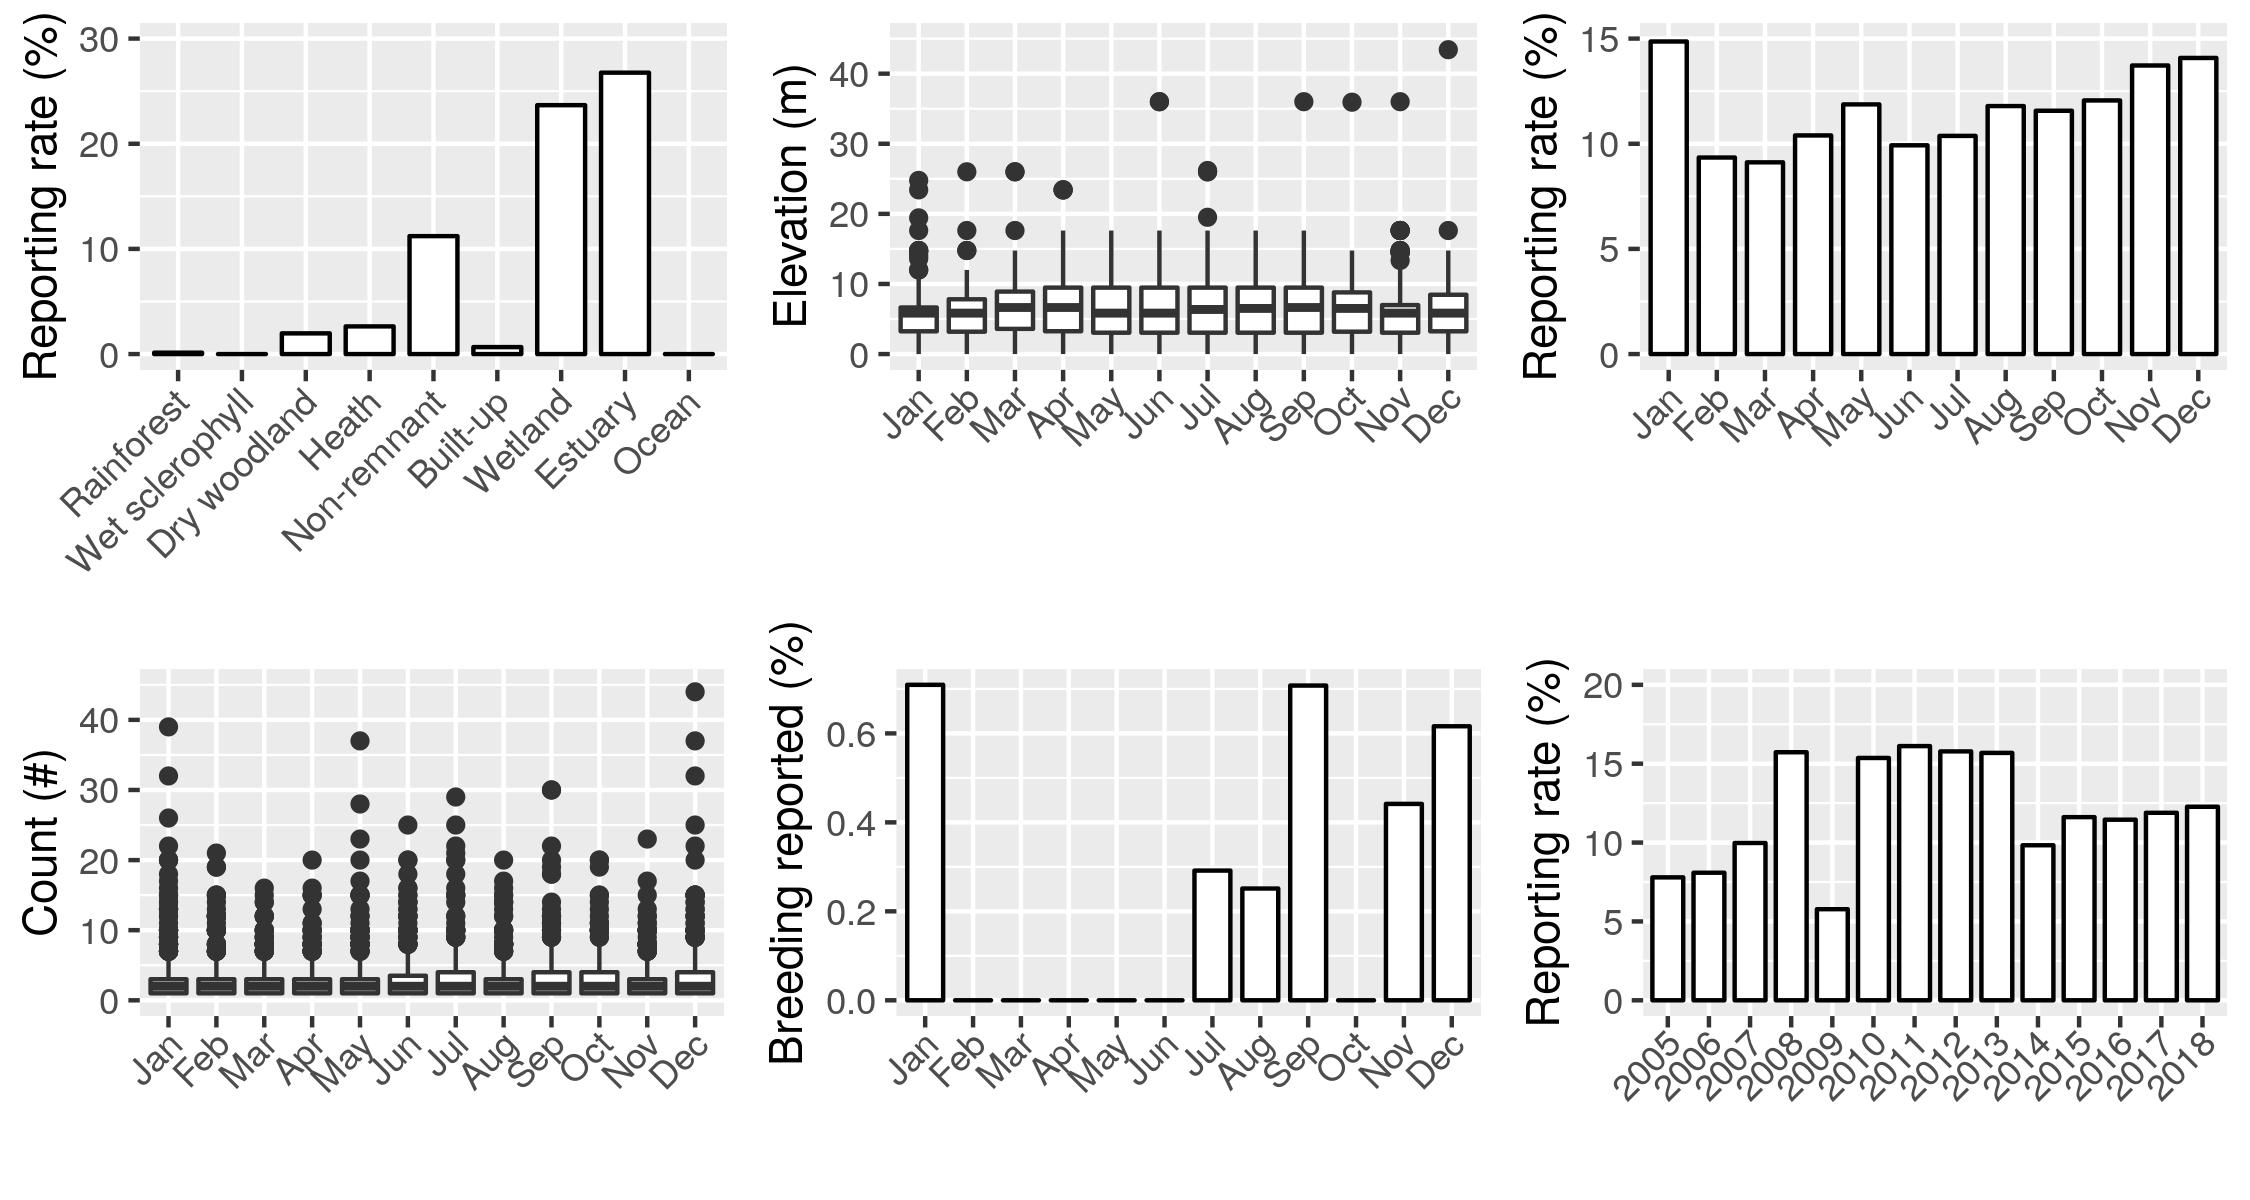 Reporting rate (%)
30
20
10
0
Rainforest
Wet sclerophyll
Dry woodland
Heath
Non-remnant
Built-up
Wetland
Estuary
Ocean
Elevation (m)
40
30
20
10
0
Jan
Feb
Mar
Apr
May
Jun
Jul
Aug
Sep
Oct
Nov
Dec
Reporting rate (%)
15
10
5
0
Jan
Feb
Mar
Apr
May
Jun
Jul
Aug
Sep
Oct
Nov
Dec
Count (#)
40
30
20
10
0
Jan
Feb
Mar
Apr
May
Jun
Jul
Aug
Sep
Oct
Nov
Dec
Breeding reported (%)
0.6
0.4
0.2
0.0
Jan
Feb
Mar
Apr
May
Jun
Jul
Aug
Sep
Oct
Nov
Dec
Reporting rate (%)
20
15
10
5
0
2005
2006
2007
2008
2009
2010
2011
2012
2013
2014
2015
2016
2017
2018